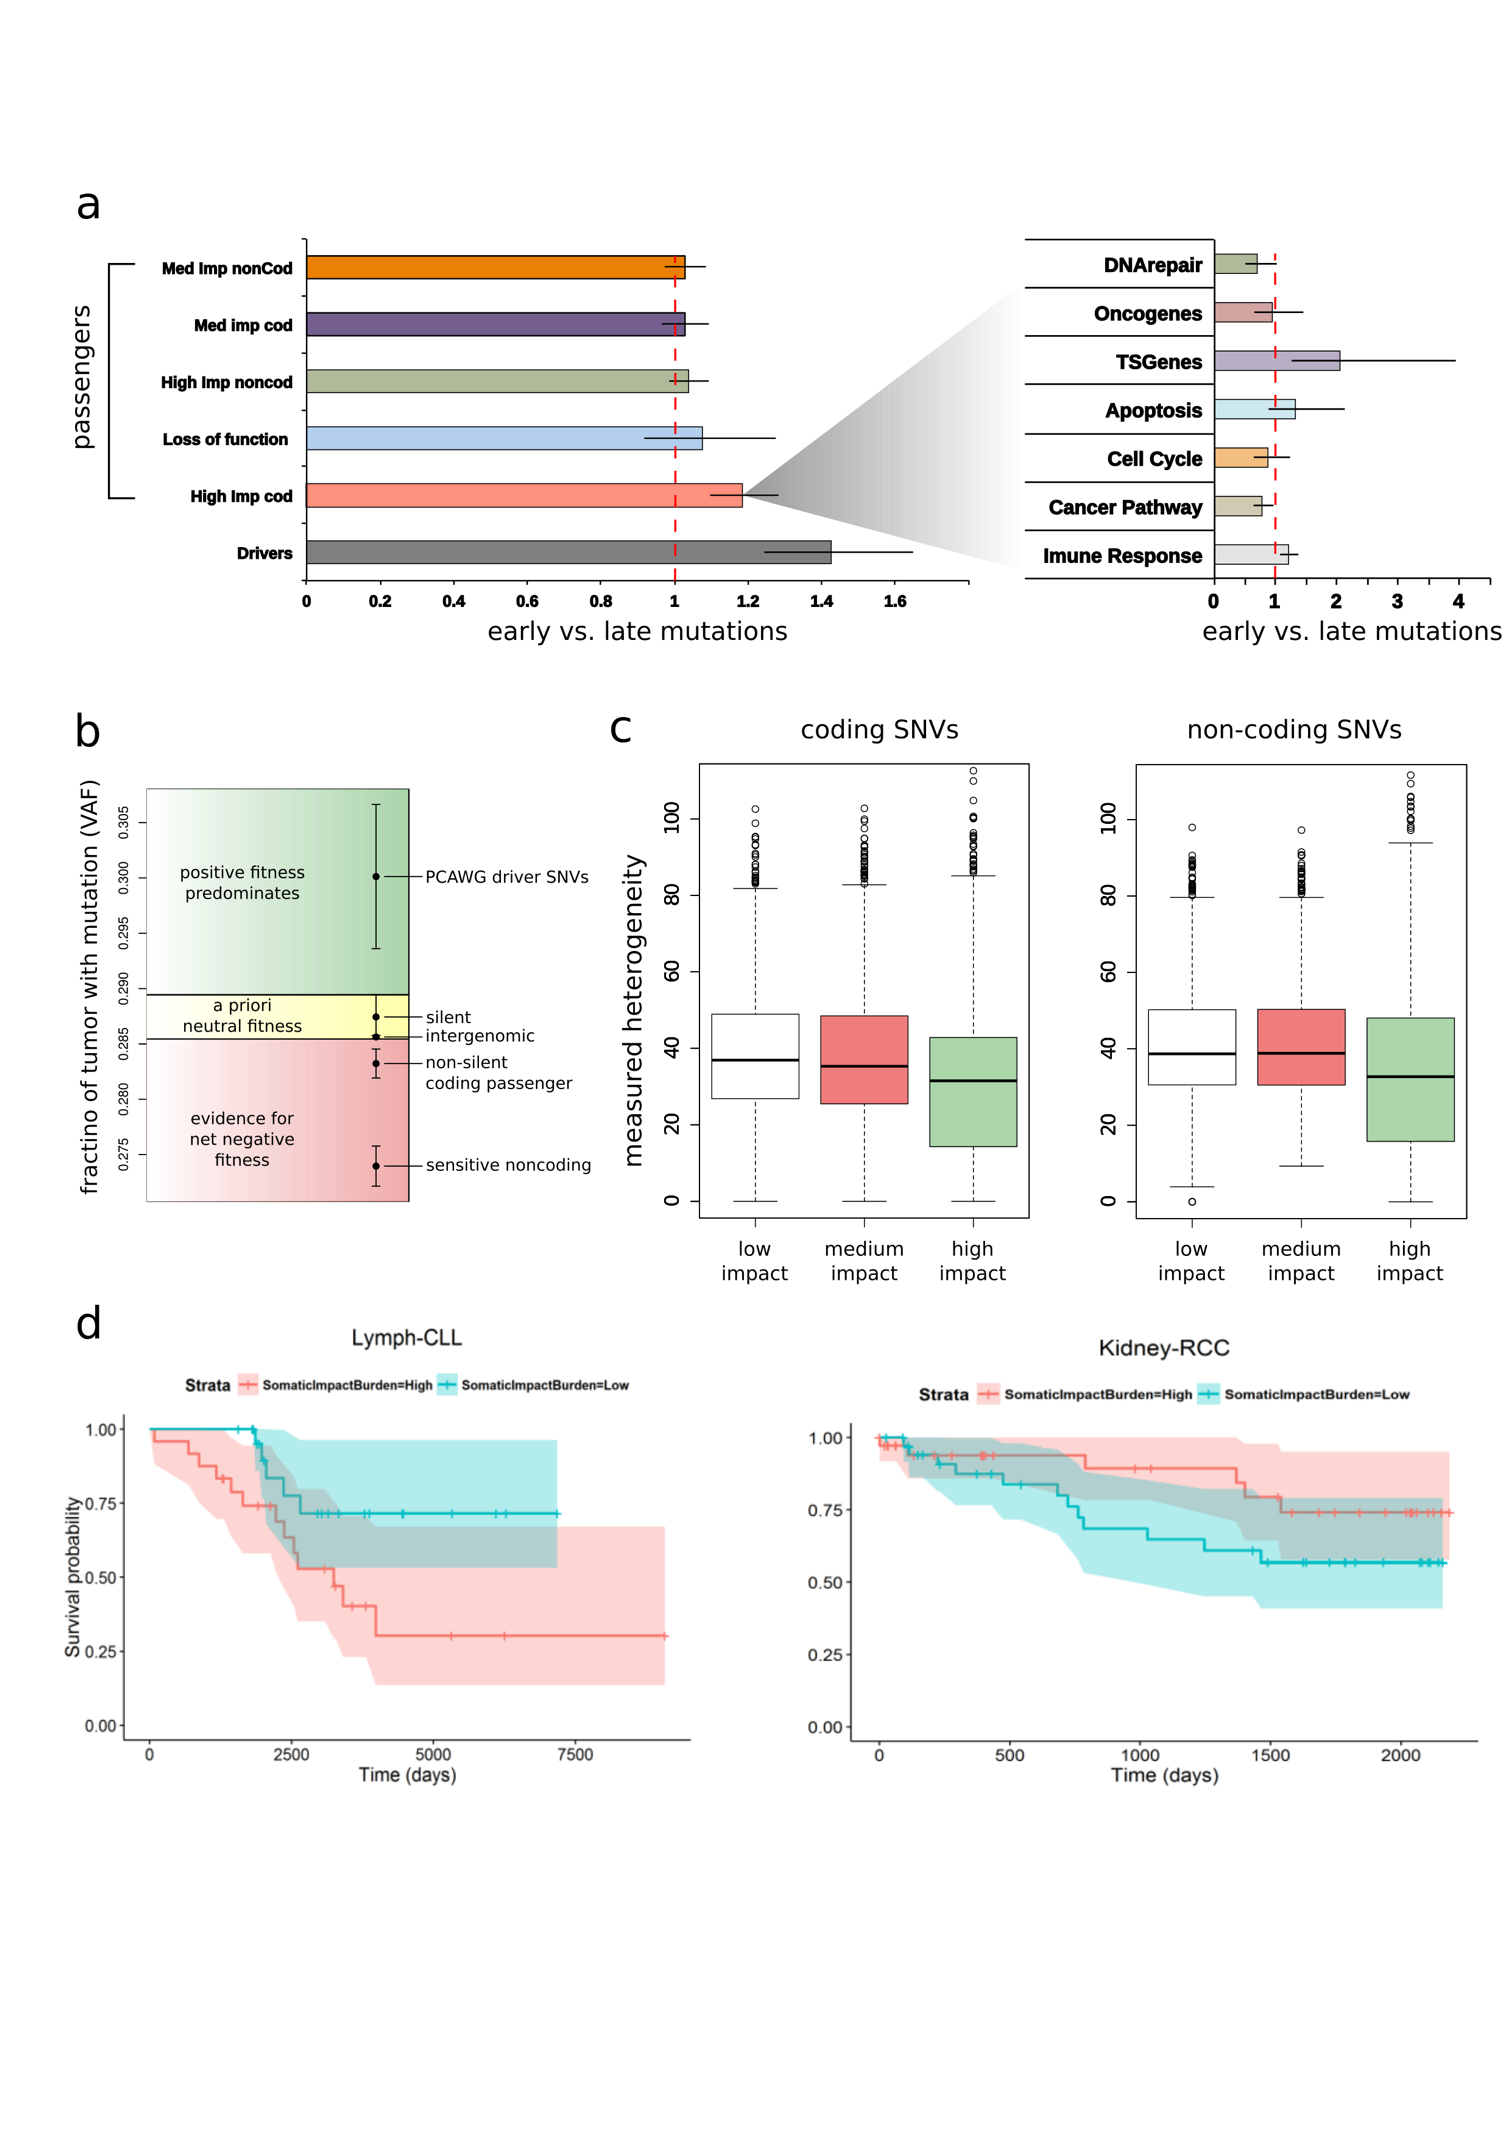 a
passengers
Med Imp nonCod
Med imp cod
High Imp noncod
Loss of function
High Imp cod
Drivers
0 0.2 0.4 0.6 0.8 1 1.2 1.4 1.6
early vs. late mutations
DNArepair
Oncogenes
TSGenes
Apoptosis
Cell Cycle
Cancer Pathway
Imune Response
0 1 2 3 4
early vs. late mutations
b
fractino of tumor with mutation (VAF)
0.305
0.300
0.295
0.290
0.285
0.280
0.275
positive fitness
predominates
a priori
neutral fitness
evidence for
net negative
fitness
PCAWG driver SNVs
silent
intergenomic
non-silent
coding passenger
sensitive noncoding
c
coding SNVs
measured heterogeneity
100
80
60
40
20
0
low
impact
medium
impact
high
impact
non-coding SNVs
100
80
60
40
20
0
low
impact
medium
impact
high
impact
d
Lymph-CLL
Strata SomaticImpactBurden=High SomaticImpactBurden=Low
Survival probability
1.00
0.75
0.50
0.25
0.00
0 2500 5000 7500
Time (days)
Kidney-RCC
Strata SomaticImpactBurden=High SomaticImpactBurden=Low
1.00
0.75
0.50
0.25
0.00
0 500 1000 1500 2000
Time (days)